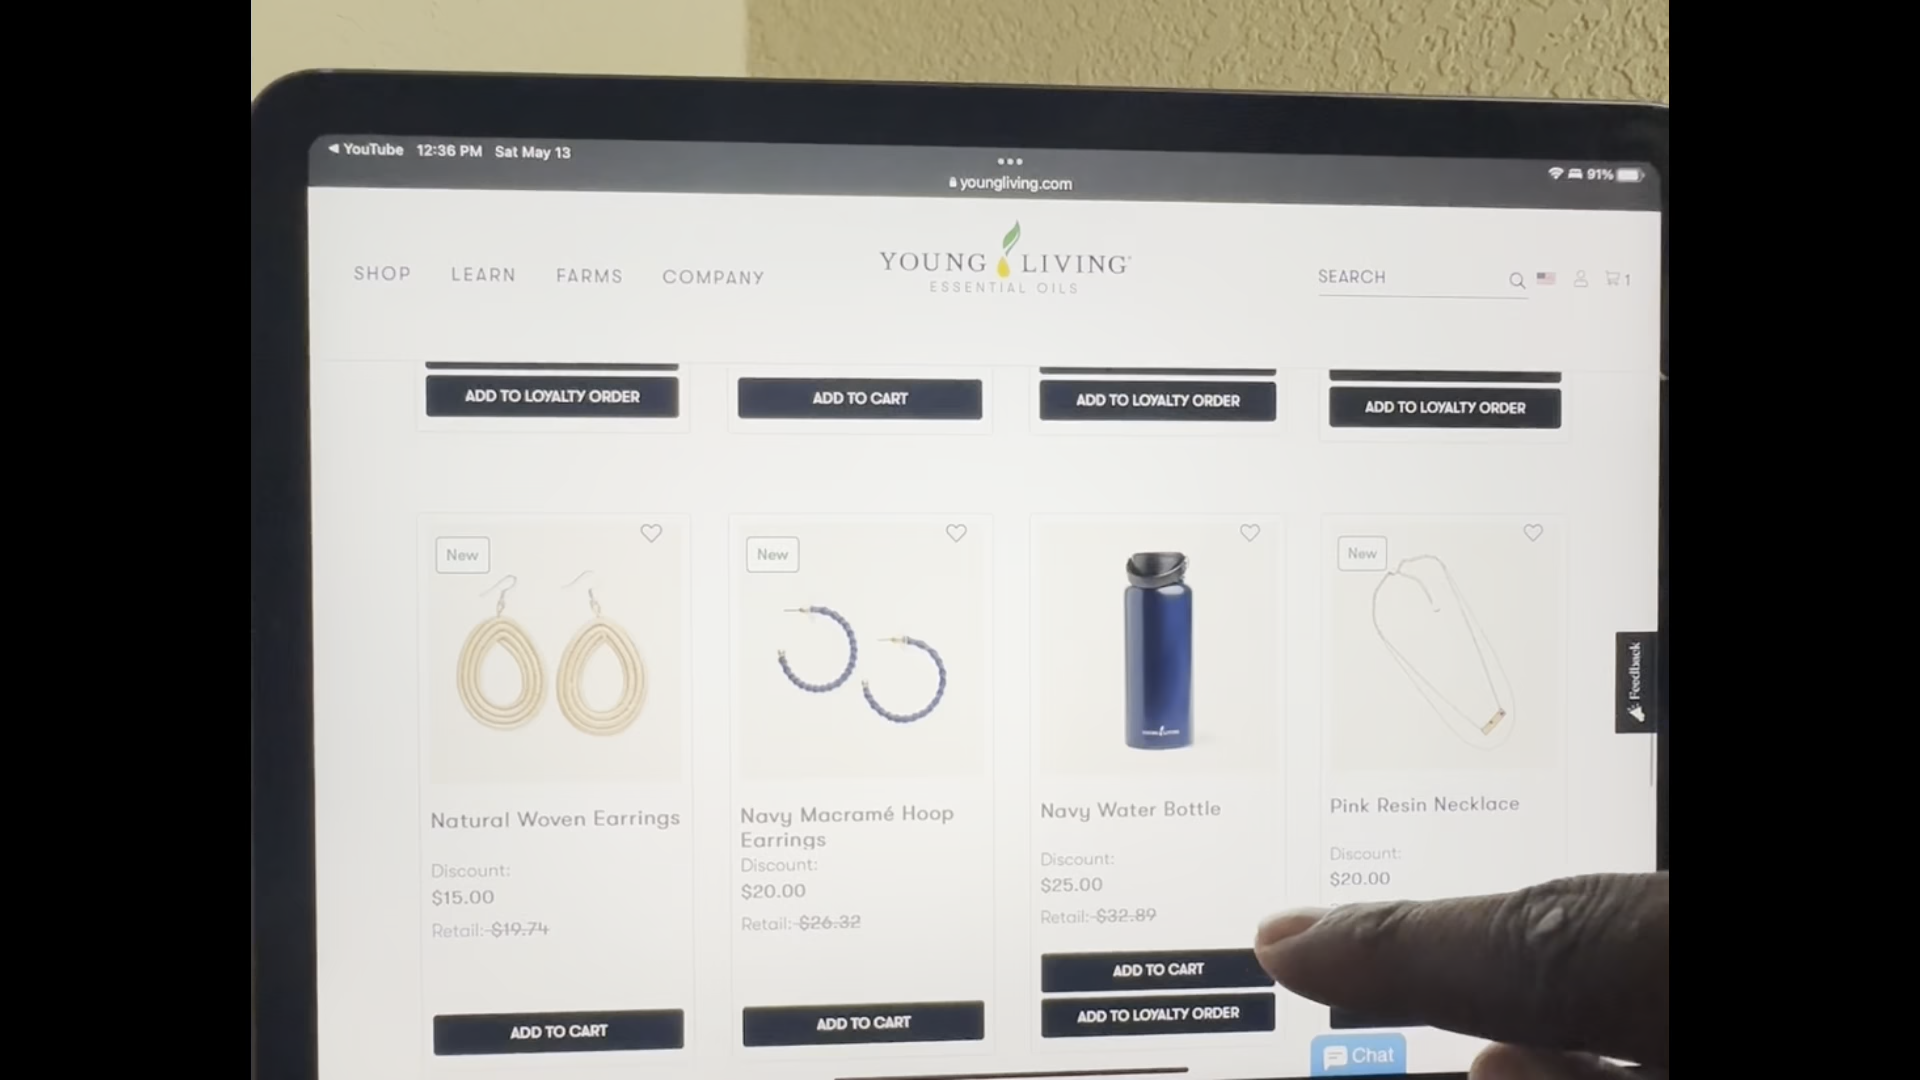 YouTube 12:36 PM Sat May 13
youngliving.com
91%
SHOP LEARN FARMS COMPANY
YOUNG LIVING
ESSENTIAL OILS
SEARCH
1
ADD TO LOYALTY ORDER
ADD TO CART
ADD TO LOYALTY ORDER
ADD TO LOYALTY ORDER
New
New
New
YOUNG LIVING
Feedback
Natural Woven Earrings
Discount:
$15.00
Retail: $19.74
ADD TO CART
Navy Macramé Hoop
Earrings
Discount:
$20.00
Retail: $26.32
ADD TO CART
Navy Water Bottle
Discount:
$25.00
Retail: $32.89
ADD TO CART
ADD TO LOYALTY ORDER
Pink Resin Necklace
Discount:
$20.00
Chat